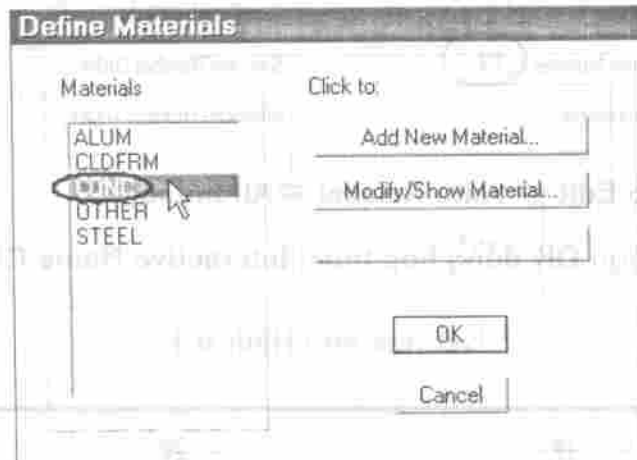 Define Materials
Materials
Click to:
ALUM
CLDFRM
OTHER
STEEL
Add New Material...
Modify/Show Material...
OK
Cancel